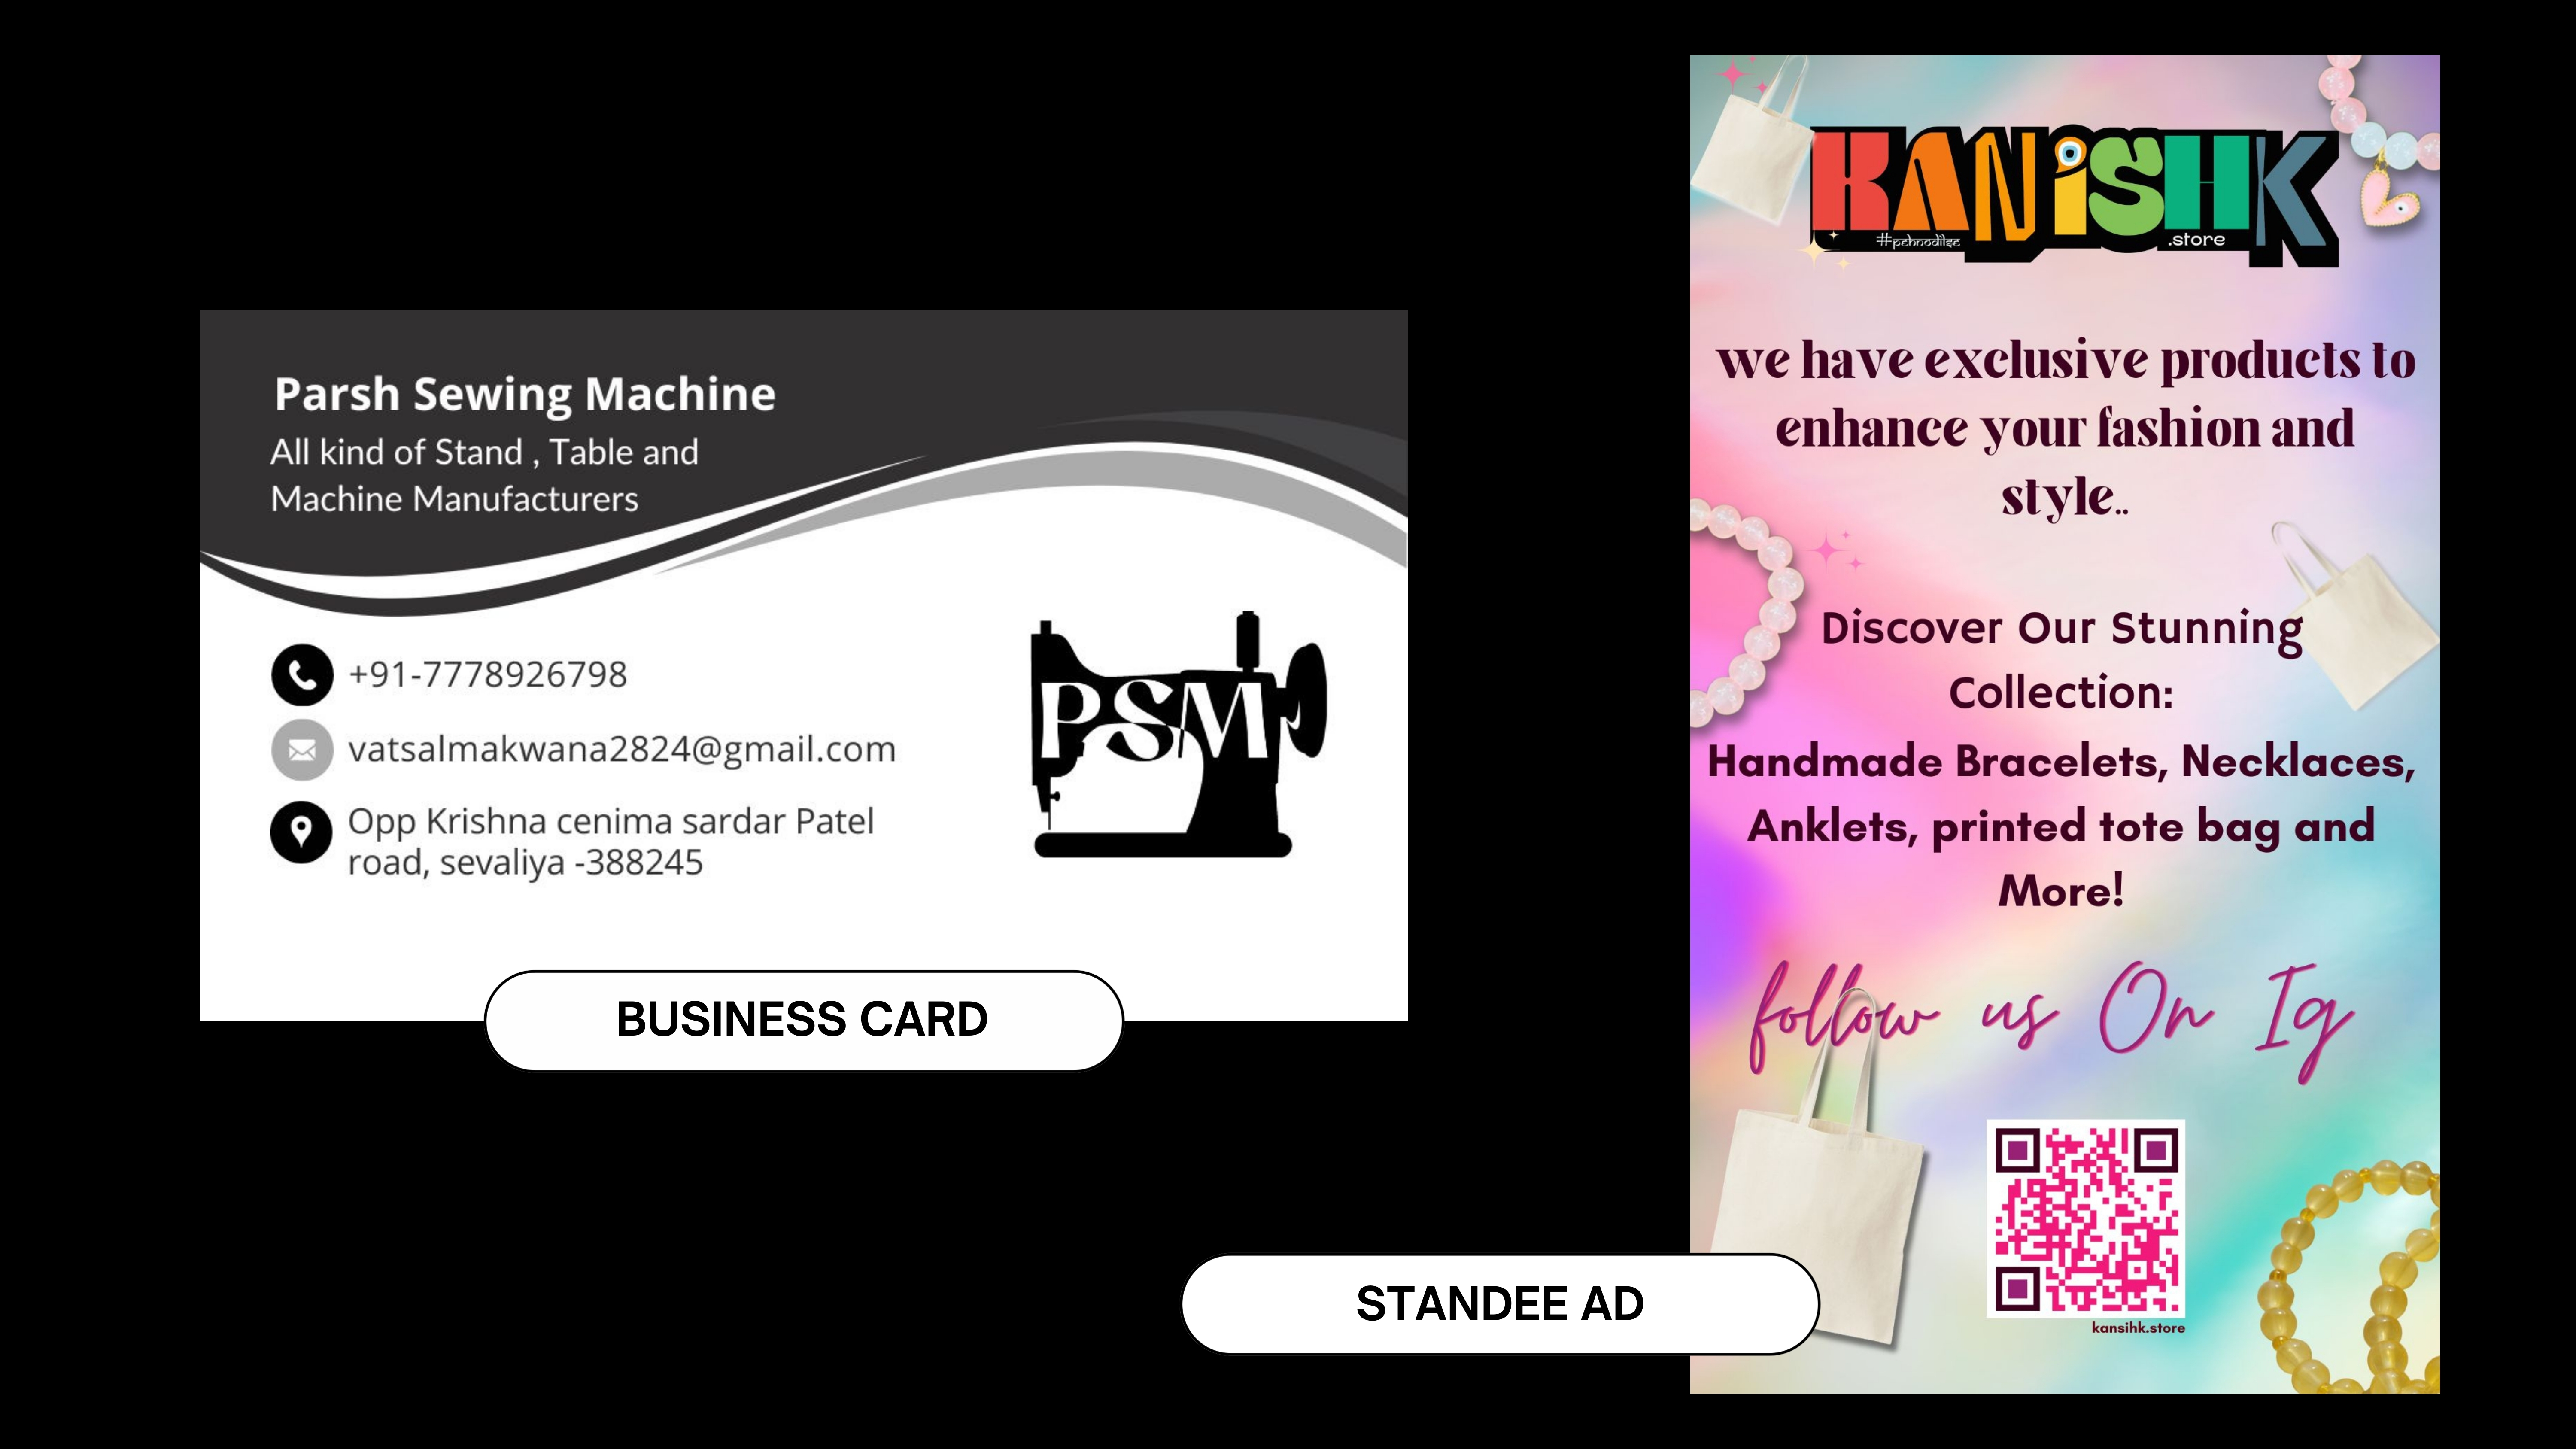 Parsh Sewing Machine
All kind of Stand , Table and
Machine Manufacturers
+91-7778926798
vatsalmakwana2824@gmail.com
Opp Krishna cenima sardar Patel
road, sevaliya -388245
PSM
BUSINESS CARD
KANiSHK
#pehnodilse
.store
we have exclusive products to
enhance your fashion and
style..
Discover Our Stunning
Collection:
Handmade Bracelets, Necklaces,
Anklets, printed tote bag and
More!
follow us On Ig
kansihk.store
STANDEE AD